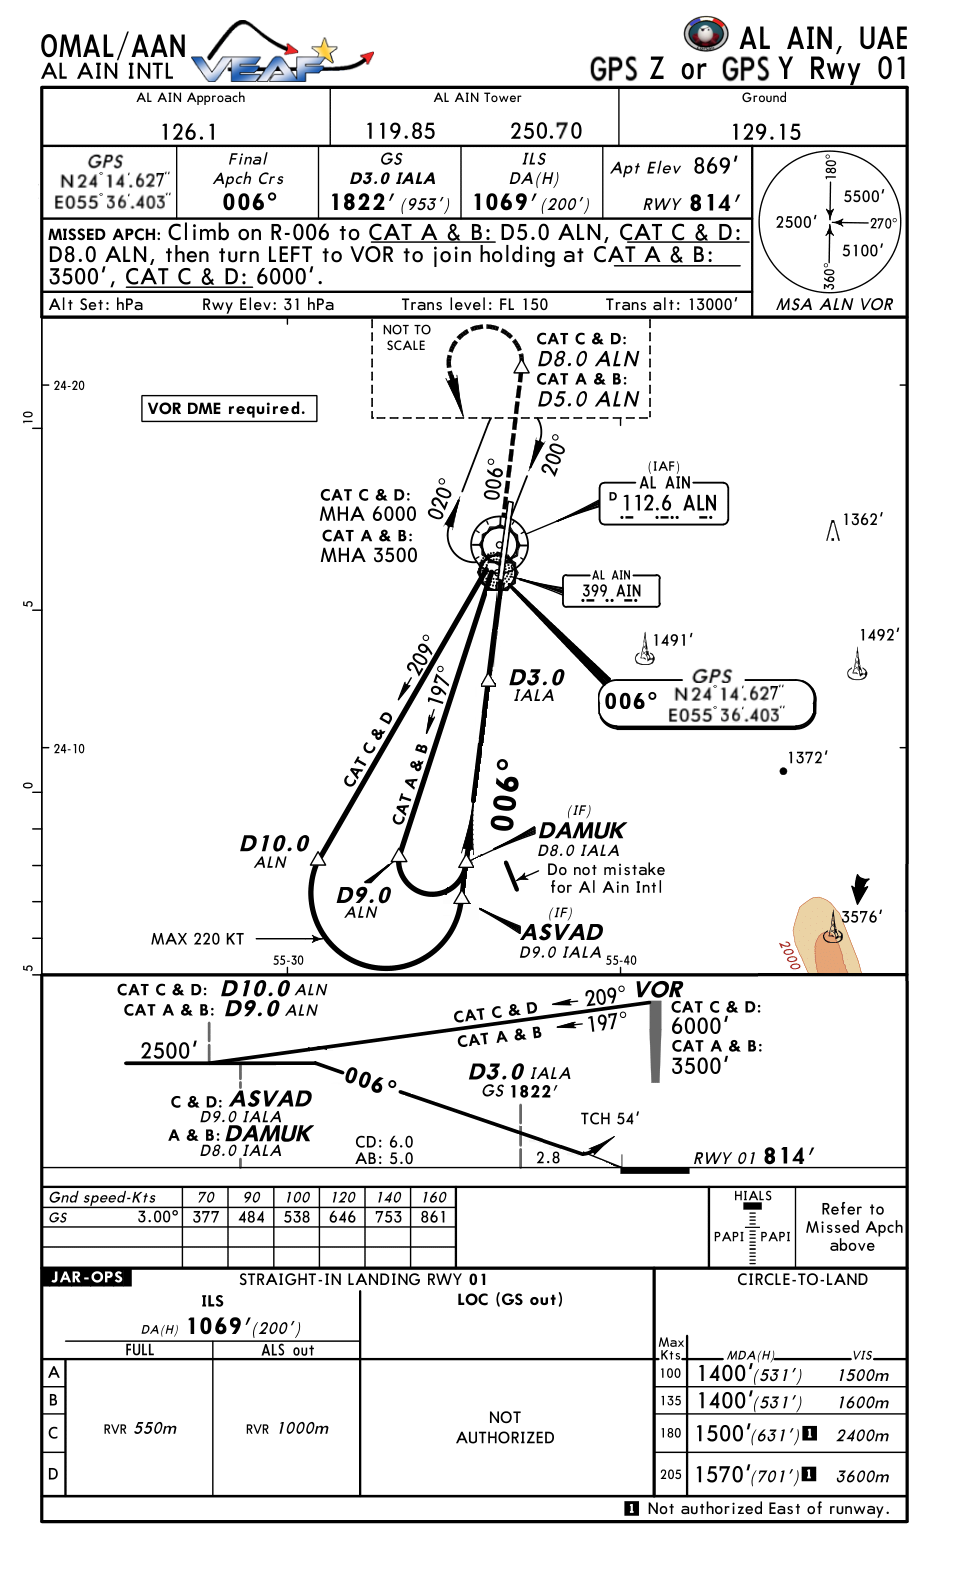 OMAL/AAN
AL AIN INTL
VEAF
AL AIN, UAE
GPS Z or GPS Y Rwy 01
AL AIN Approach
126.1
AL AIN Tower
119.85 250.70
Ground
129.15
GPS
N24°14'.627"
E055°36'.403"
Final
Apch Crs
006°
GS
D3.0 IALA
1822' (953')
ILS
DA(H)
1069' (200')
Apt Elev 869'
RWY 814'
MISSED APCH: Climb on R-006 to CAT A & B: D5.0 ALN, CAT C & D:
D8.0 ALN, then turn LEFT to VOR to join holding at CAT A & B:
3500', CAT C & D: 6000'.
Alt Set: hPa Rwy Elev: 31 hPa Trans level: FL 150 Trans alt: 13000'
180°
5500'
2500'
270°
5100'
360°
MSA ALN VOR
NOT TO
SCALE
CAT C & D:
D8.0 ALN
CAT A & B:
D5.0 ALN
24-20
10
VOR DME required.
200°
006°
020°
(IAF)
AL AIN
D 112.6 ALN
CAT C & D:
MHA 6000
CAT A & B:
MHA 3500
1362'
AL AIN
399 AIN
5
1491'
1492'
209°
197°
D3.0
IALA
GPS
006° N24°14'.627"
E055°36'.403"
24-10
CAT C & D
CAT A & B
1372'
0
006°
(IF)
DAMUK
D8.0 IALA
D10.0
ALN
Do not mistake
for Al Ain Intl
D9.0
ALN
(IF)
ASVAD
D9.0 IALA
3576'
2000
MAX 220 KT
55-30
55-40
5
CAT C & D: D10.0 ALN
CAT A & B: D9.0 ALN
CAT C & D 209° VOR
CAT A & B 197°
CAT C & D:
6000'
CAT A & B:
3500'
2500'
006°
D3.0 IALA
GS 1822'
C & D: ASVAD
D9.0 IALA
A & B: DAMUK
D8.0 IALA
TCH 54'
CD: 6.0
AB: 5.0
2.8
RWY 01 814'
Gnd speed-Kts 70 90 100 120 140 160
GS 3.00° 377 484 538 646 753 861
HIALS
PAPI PAPI
Refer to
Missed Apch
above
JAR-OPS
STRAIGHT-IN LANDING RWY 01
CIRCLE-TO-LAND
ILS
LOC (GS out)
DA(H) 1069' (200')
FULL ALS out
Max
Kts MDA(H) VIS
A 100 1400' (531') 1500m
B 135 1400' (531') 1600m
RVR 550m RVR 1000m
NOT
AUTHORIZED
C 180 1500' (631') 1 2400m
D 205 1570' (701') 1 3600m
1 Not authorized East of runway.